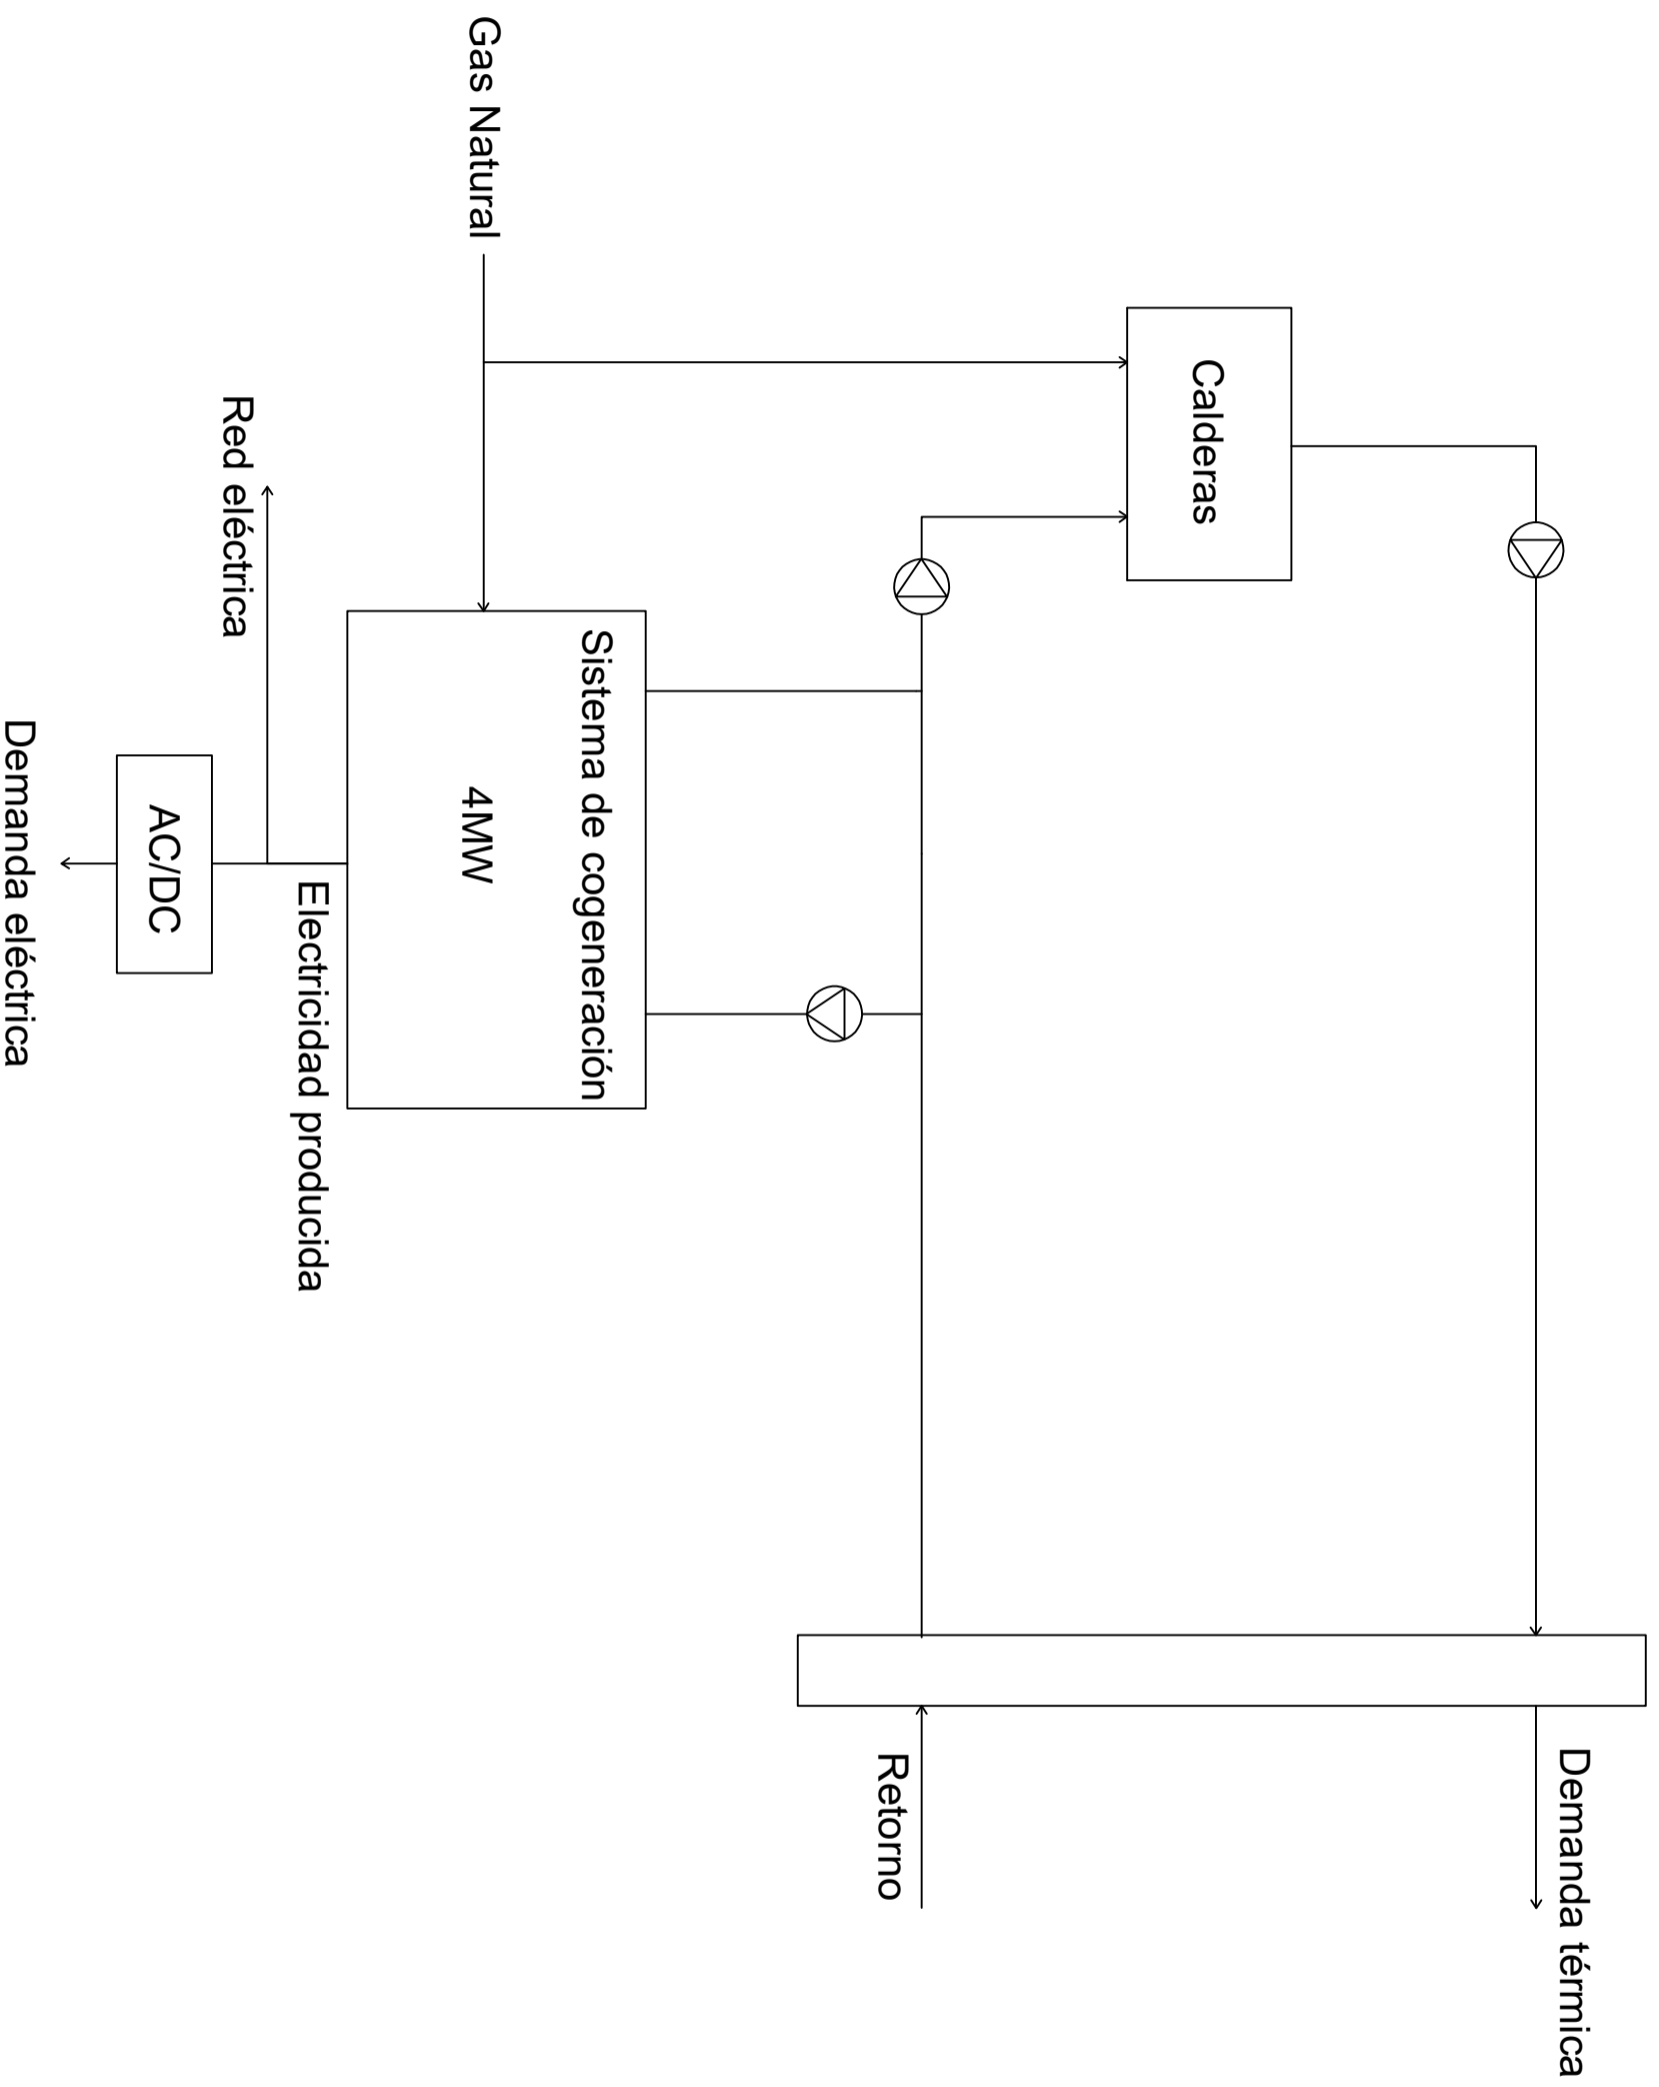 Demanda térmica
Calderas
Retorno
Sistema de cogeneración
4MW
Gas Natural
Electricidad producida
Red eléctrica
AC/DC
Demanda eléctrica